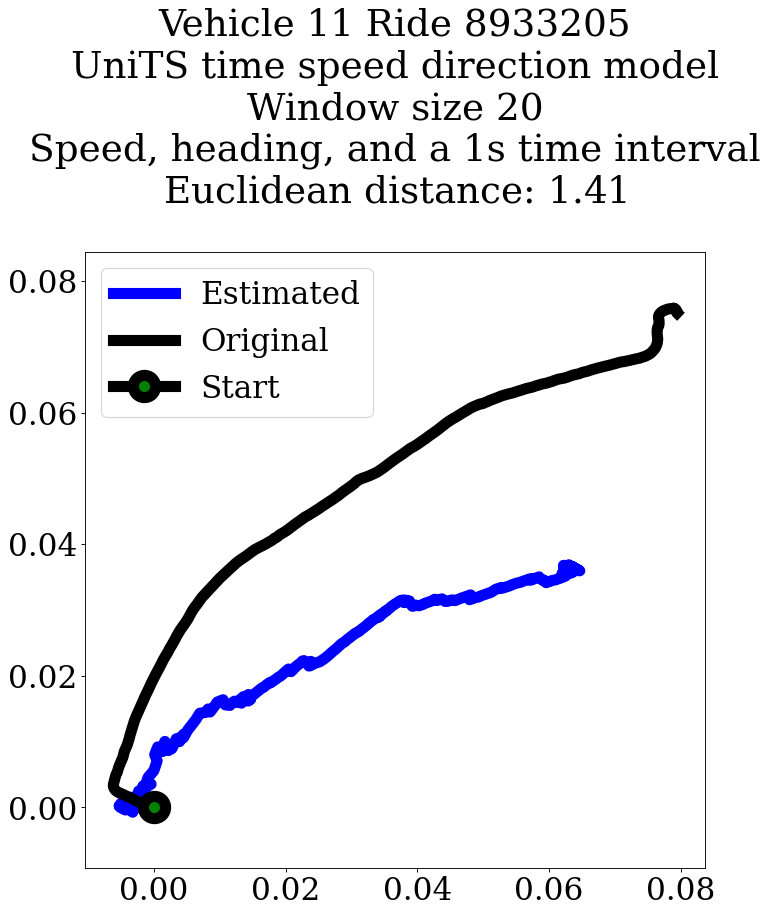 Vehicle 11 Ride 8933205
UniTS time speed direction model
Window size 20
Speed, heading, and a 1s time interval
Euclidean distance: 1.41
0.08
0.06
0.04
0.02
0.00
Estimated
Original
Start
0.00 0.02 0.04 0.06 0.08